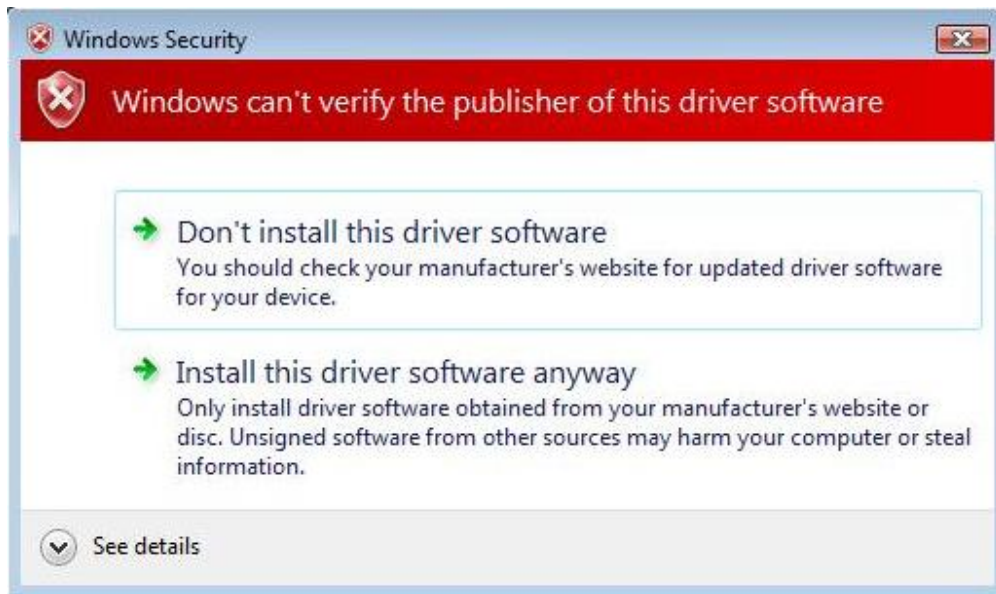 Windows Security
Windows can't verify the publisher of this driver software
Don't install this driver software
You should check your manufacturer's website for updated driver software
for your device.
Install this driver software anyway
Only install driver software obtained from your manufacturer's website or
disc. Unsigned software from other sources may harm your computer or steal
information.
See details